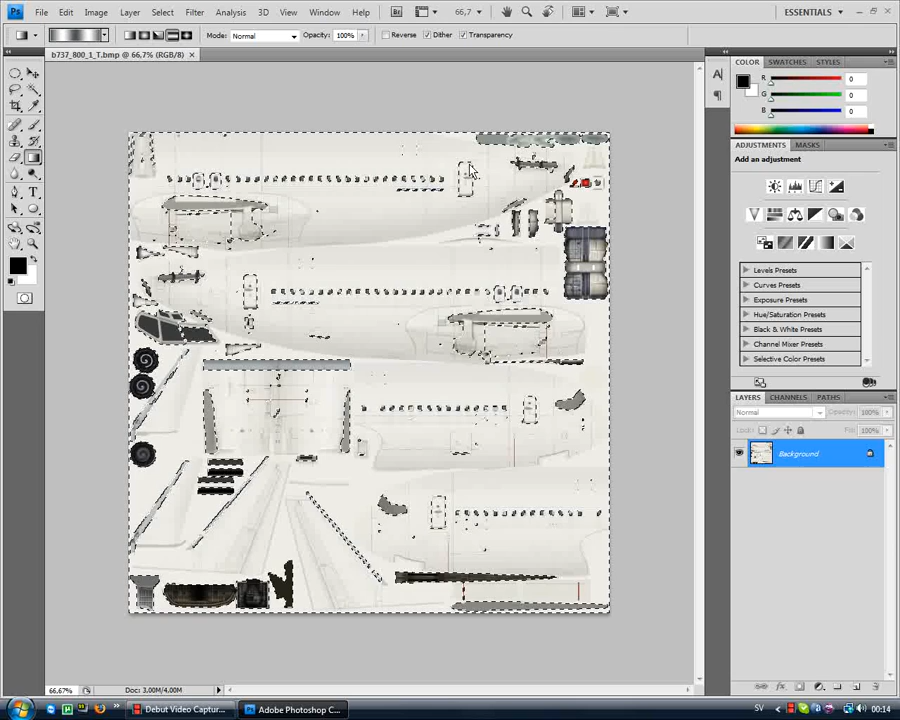 Ps File Edit Image Layer Select Filter Analysis 3D View Window Help Br 66,7 ESSENTIALS
Mode: Normal Opacity: 100% Reverse Dither Transparency
b737_800_1_T.bmp @ 66,7% (RGB/8)
COLOR SWATCHES STYLES
R 0
G 0
B 0
ADJUSTMENTS MASKS
Add an adjustment
Levels Presets
Curves Presets
Exposure Presets
Hue/Saturation Presets
Black & White Presets
Channel Mixer Presets
Selective Color Presets
LAYERS CHANNELS PATHS
Normal Opacity: 100%
Lock: Fill: 100%
Background
66,67% Doc: 3,00M/4,00M
Debut Video Captur... Adobe Photoshop C... SV 00:14